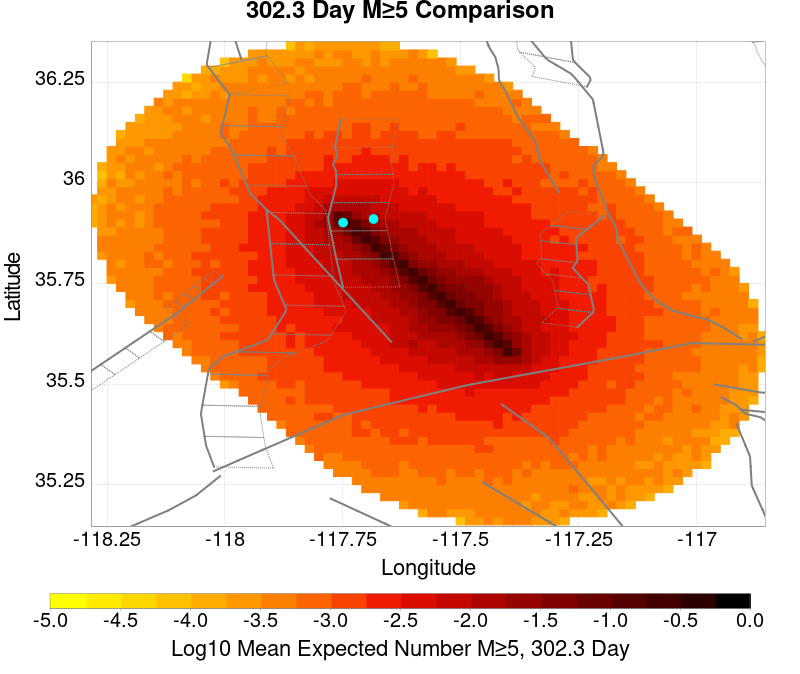 302.3 Day M≥5 Comparison
36.25
36
35.75
35.5
35.25
Latitude
-118.25 -118 -117.75 -117.5 -117.25 -117
Longitude
-5.0 -4.5 -4.0 -3.5 -3.0 -2.5 -2.0 -1.5 -1.0 -0.5 0.0
Log10 Mean Expected Number M≥5, 302.3 Day